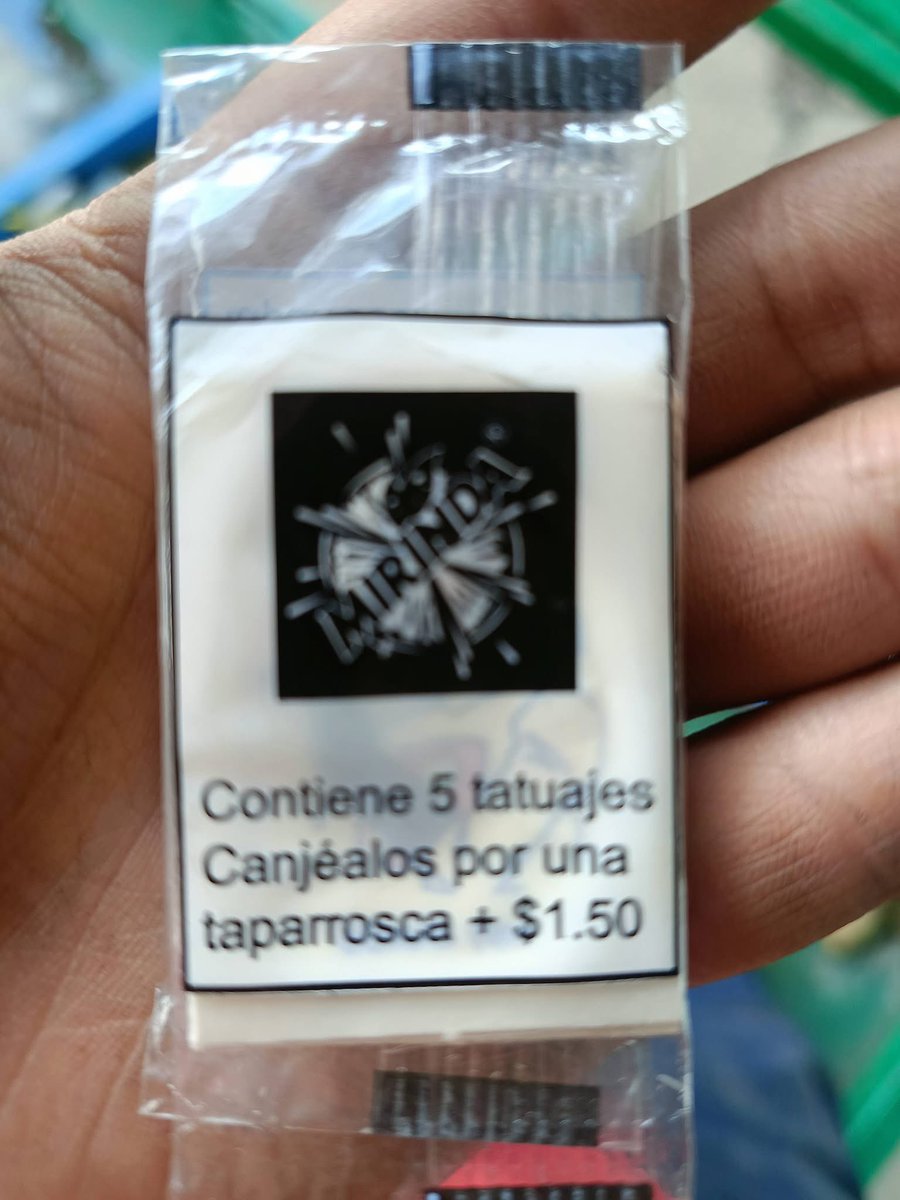 MIRINDA
Contiene 5 tatuajes
Canjéalos por una
taparrosca + $1.50